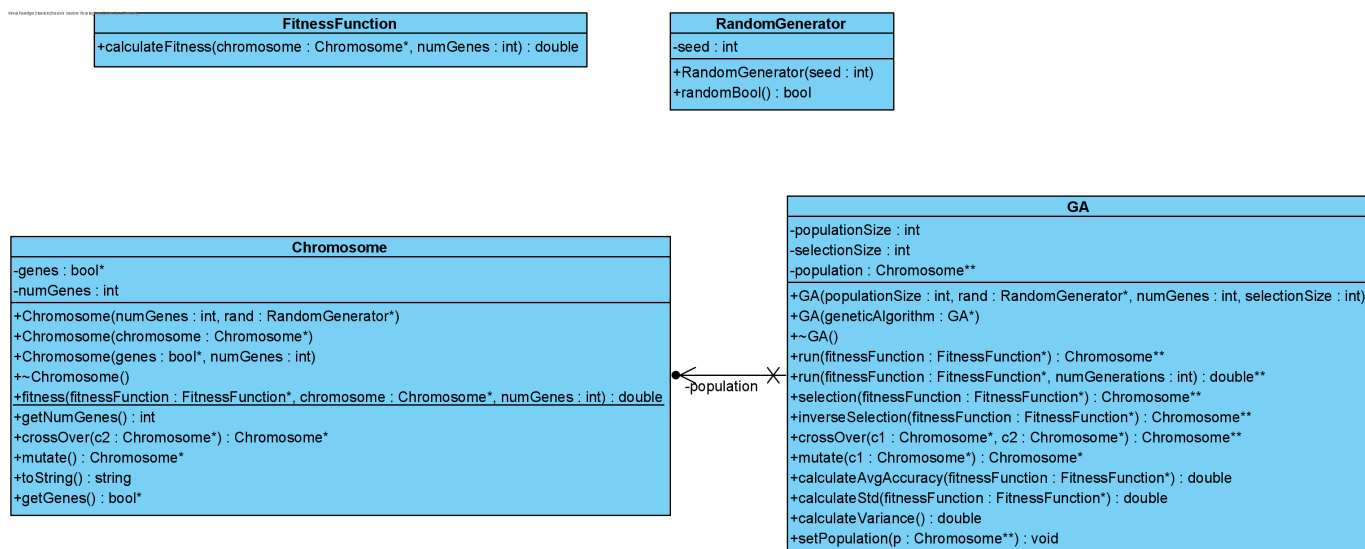 FitnessFunction
+calculateFitness(chromosome : Chromosome*, numGenes : int) : double
RandomGenerator
-seed : int
+RandomGenerator(seed : int)
+randomBool() : bool
Chromosome
-genes : bool*
-numGenes : int
+Chromosome(numGenes : int, rand : RandomGenerator*)
+Chromosome(chromosome : Chromosome*)
+Chromosome(genes : bool*, numGenes : int)
+~Chromosome()
+fitness(fitnessFunction : FitnessFunction*, chromosome : Chromosome*, numGenes : int) : double
+getNumGenes() : int
+crossOver(c2 : Chromosome*) : Chromosome*
+mutate() : Chromosome*
+toString() : string
+getGenes() : bool*
-population
GA
-populationSize : int
-selectionSize : int
-population : Chromosome**
+GA(populationSize : int, rand : RandomGenerator*, numGenes : int, selectionSize : int)
+GA(geneticAlgorithm : GA*)
+~GA()
+run(fitnessFunction : FitnessFunction*) : Chromosome**
+run(fitnessFunction : FitnessFunction*, numGenerations : int) : double**
+selection(fitnessFunction : FitnessFunction*) : Chromosome**
+inverseSelection(fitnessFunction : FitnessFunction*) : Chromosome**
+crossOver(c1 : Chromosome*, c2 : Chromosome*) : Chromosome**
+mutate(c1 : Chromosome*) : Chromosome*
+calculateAvgAccuracy(fitnessFunction : FitnessFunction*) : double
+calculateStd(fitnessFunction : FitnessFunction*) : double
+calculateVariance() : double
+setPopulation(p : Chromosome**) : void